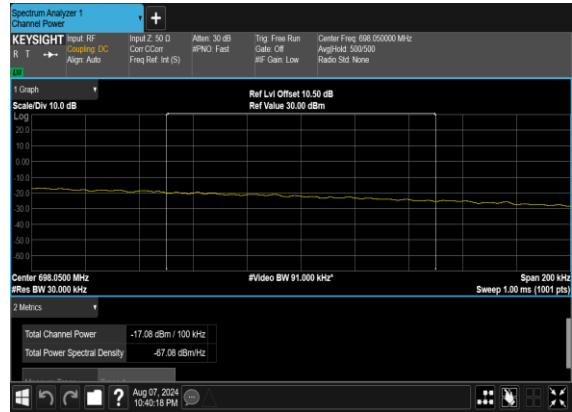 Spectrum Analyzer 1
Channel Power
+
KEYSIGHT Input: RF Input Z: 50 Ω Atten: 30 dB Trig: Free Run Center Freq: 698.050000 MHz
R T Coupling: DC Corr CCorr #PNO: Fast Gate: Off Avg|Hold: 500/500
Align: Auto Freq Ref: Int (S) #IF Gain: Low Radio Std: None
1 Graph
Ref Lvl Offset 10.50 dB
Scale/Div 10.0 dB Ref Value 30.00 dBm
Log
20.0
10.0
0.00
-10.0
-20.0
-30.0
-40.0
-50.0
-60.0
Center 698.0500 MHz #Video BW 91.000 kHz* Span 200 kHz
#Res BW 30.000 kHz Sweep 1.00 ms (1001 pts)
2 Metrics
Total Channel Power -17.08 dBm / 100 kHz
Total Power Spectral Density -67.08 dBm/Hz
?
Aug 07, 2024
10:40:18 PM